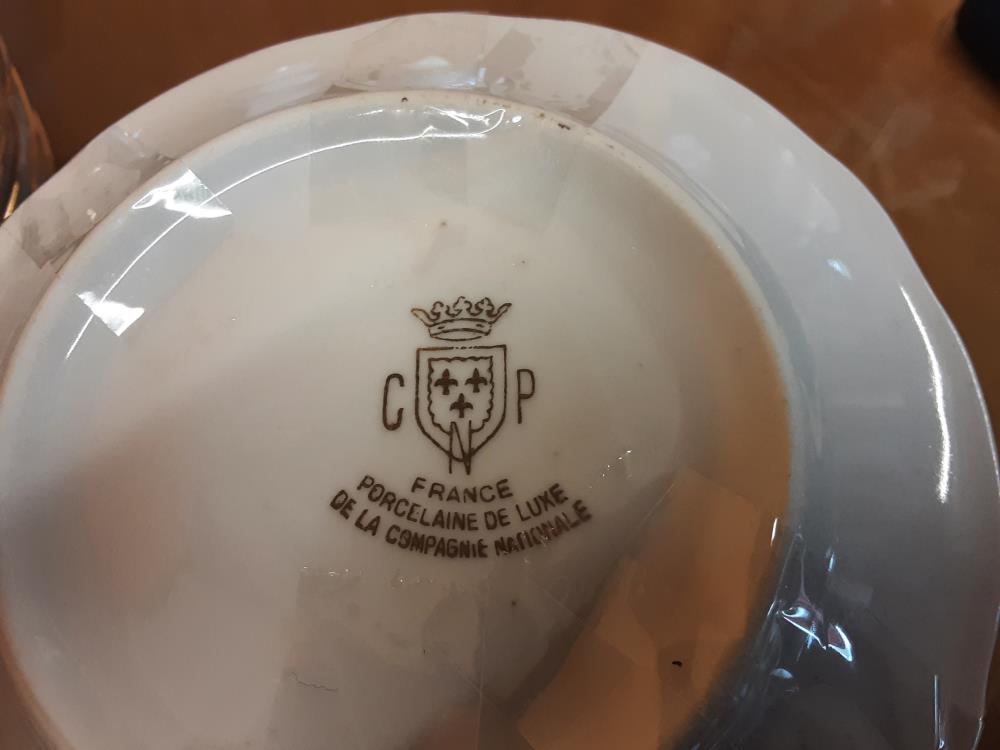 C N P
FRANCE
PORCELAINE DE LUXE
DE LA COMPAGNIE NATIONALE